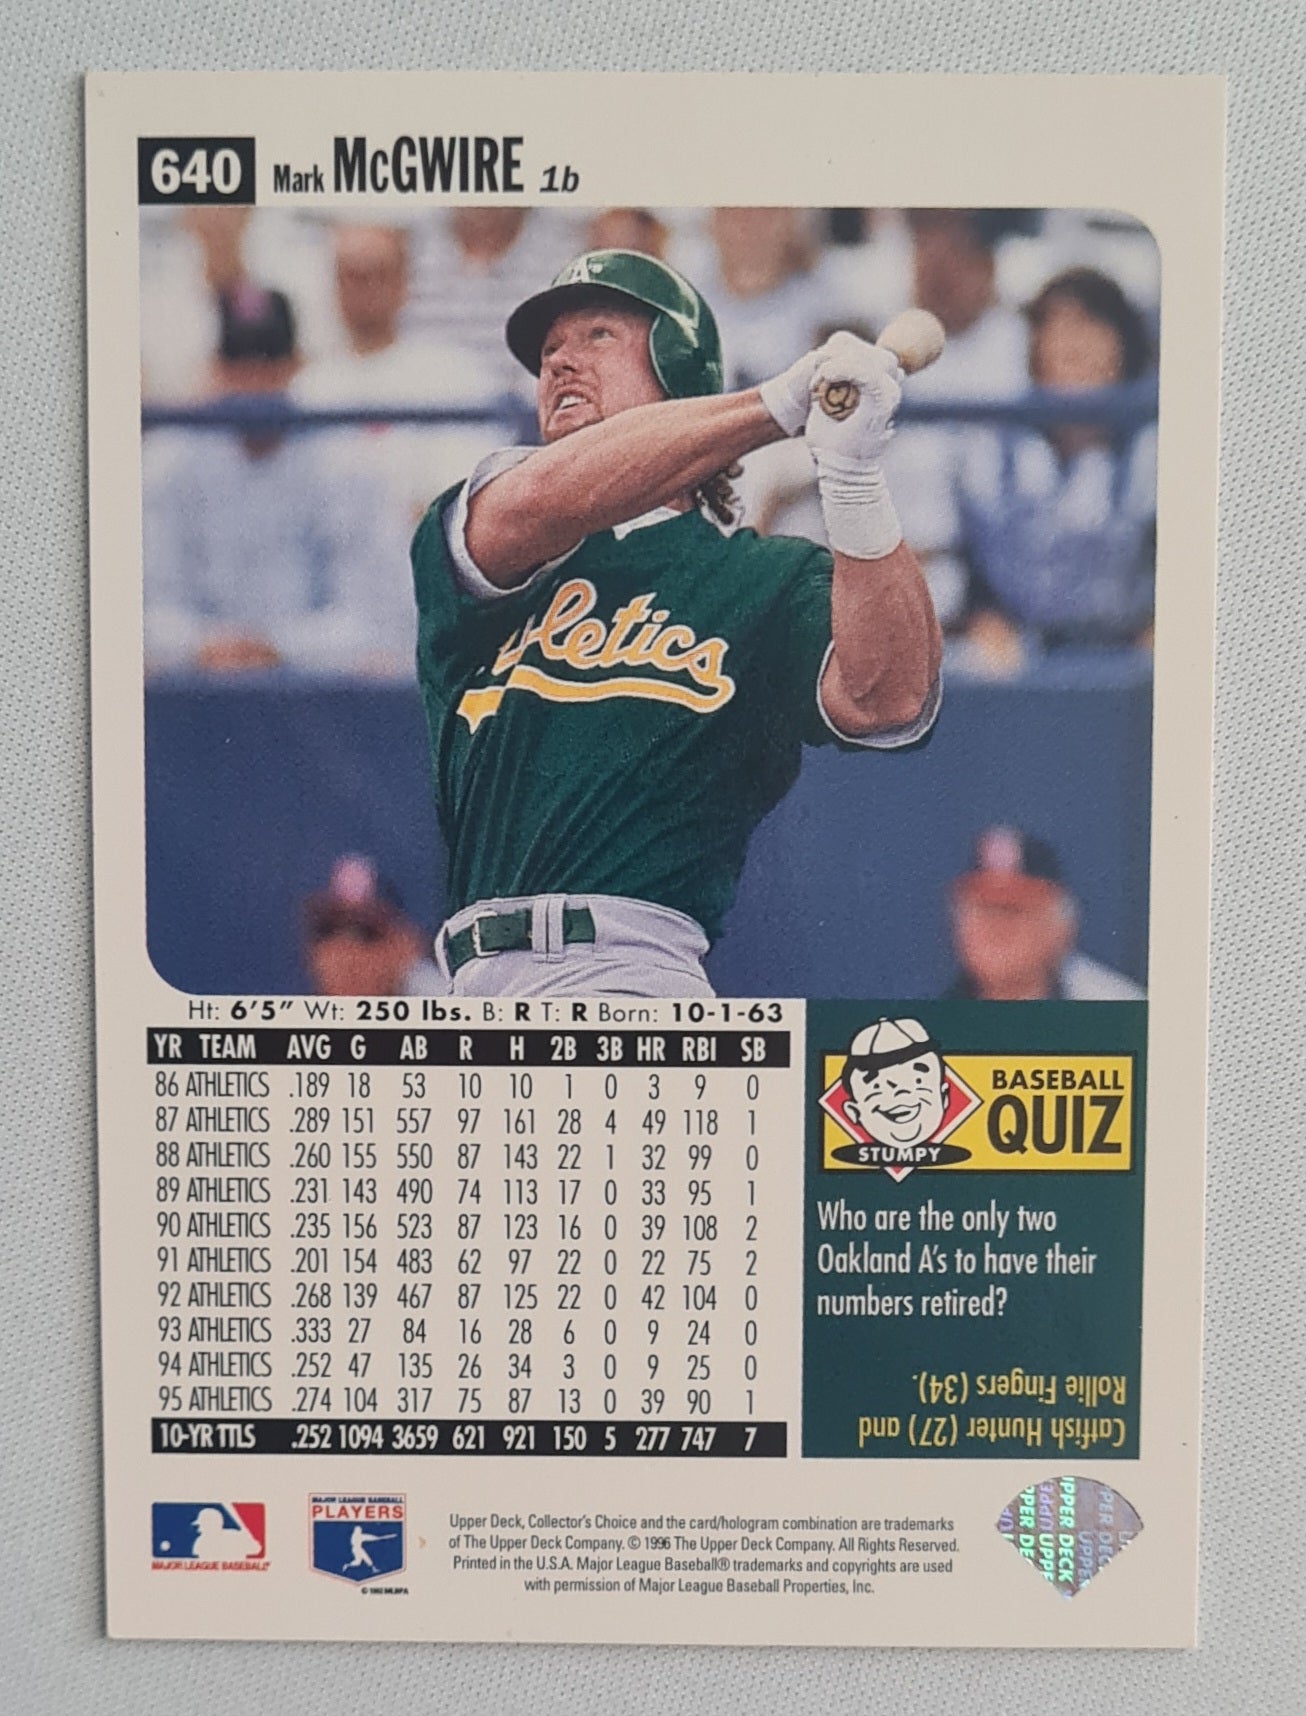 640 Mark McGWIRE 1b
A's
Athletics
Ht: 6'5" Wt: 250 lbs. B: R T: R Born: 10-1-63
YR TEAM AVG G AB R H 2B 3B HR RBI SB
86 ATHLETICS .189 18 53 10 10 1 0 3 9 0
87 ATHLETICS .289 151 557 97 161 28 4 49 118 1
88 ATHLETICS .260 155 550 87 143 22 1 32 99 0
89 ATHLETICS .231 143 490 74 113 17 0 33 95 1
90 ATHLETICS .235 156 523 87 123 16 0 39 108 2
91 ATHLETICS .201 154 483 62 97 22 0 22 75 2
92 ATHLETICS .268 139 467 87 125 22 0 42 104 0
93 ATHLETICS .333 27 84 16 28 6 0 9 24 0
94 ATHLETICS .252 47 135 26 34 3 0 9 25 0
95 ATHLETICS .274 104 317 75 87 13 0 39 90 1
10-YR TTLS .252 1094 3659 621 921 150 5 277 747 7
STUMPY
BASEBALL
QUIZ
Who are the only two
Oakland A's to have their
numbers retired?
Catfish Hunter (27) and
Rollie Fingers (34).
MAJOR LEAGUE BASEBALL®
MAJOR LEAGUE BASEBALL
PLAYERS
Upper Deck, Collector's Choice and the card/hologram combination are trademarks
of The Upper Deck Company. © 1996 The Upper Deck Company. All Rights Reserved.
Printed in the U.S.A. Major League Baseball® trademarks and copyrights are used
with permission of Major League Baseball Properties, Inc.
UPPER DECK